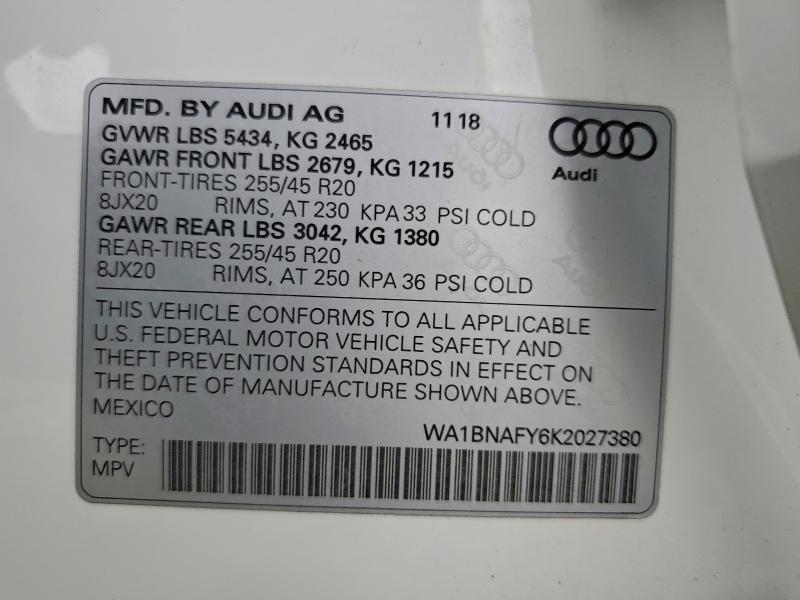 MFD. BY AUDI AG 11 18
GVWR LBS 5434, KG 2465
GAWR FRONT LBS 2679, KG 1215
FRONT-TIRES 255/45 R20
8JX20 RIMS, AT 230 KPA 33 PSI COLD
GAWR REAR LBS 3042, KG 1380
REAR-TIRES 255/45 R20
8JX20 RIMS, AT 250 KPA 36 PSI COLD
Audi
THIS VEHICLE CONFORMS TO ALL APPLICABLE
U.S. FEDERAL MOTOR VEHICLE SAFETY AND
THEFT PREVENTION STANDARDS IN EFFECT ON
THE DATE OF MANUFACTURE SHOWN ABOVE.
MEXICO
WA1BNAFY6K2027380
TYPE:
MPV